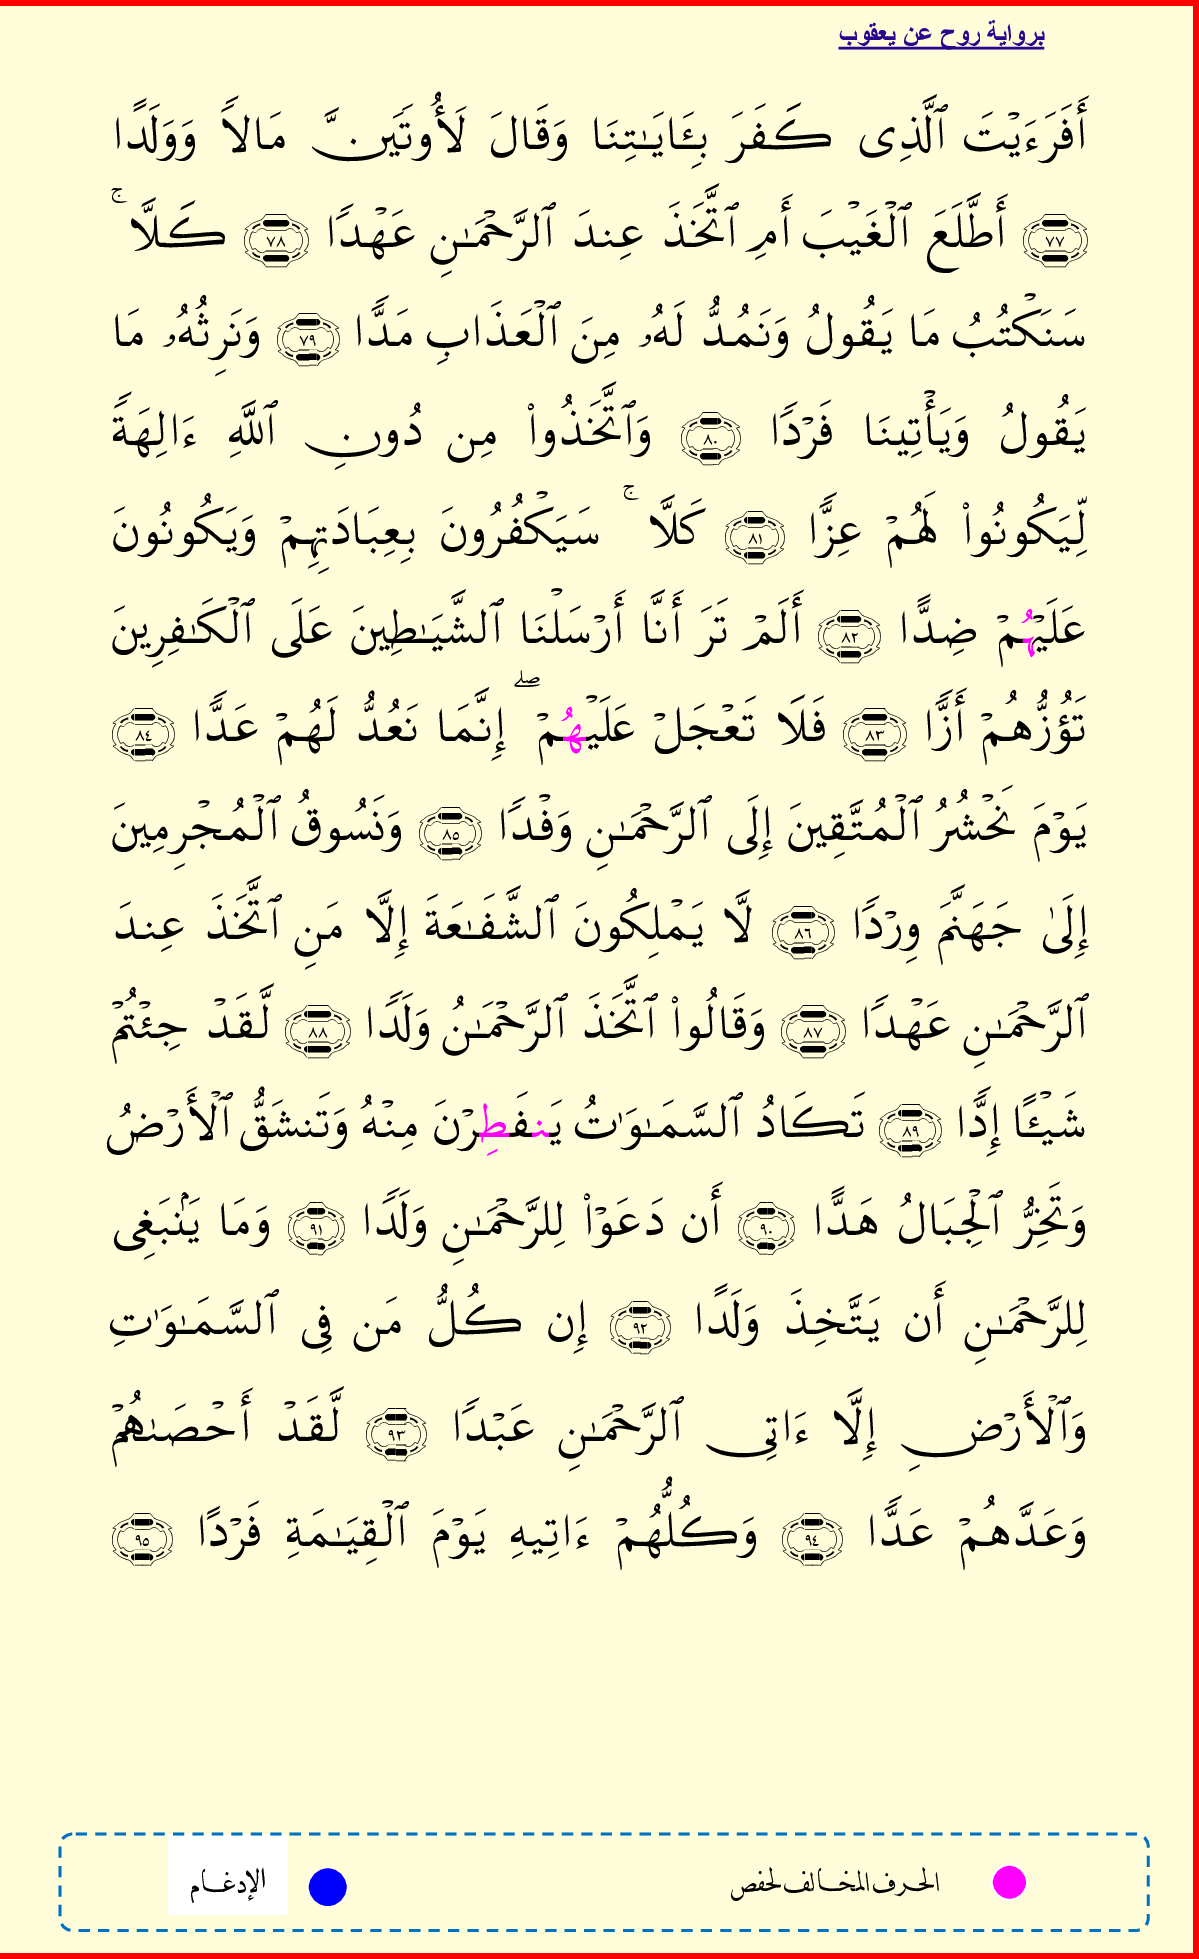 برواية روح عن يعقوب
أَفَرَءَيۡتَ ٱلَّذِى كَفَرَ بِـَٔايَـٰتِنَا وَقَالَ لَأُوتَيَنَّ مَالاً وَوَلَدًا
٧٧ أَطَّلَعَ ٱلۡغَيۡبَ أَمِ ٱتَّخَذَ عِندَ ٱلرَّحۡمَـٰنِ عَهۡدًا ٧٨ كَلَّاۚ
سَنَكۡتُبُ مَا يَقُولُ وَنَمُدُّ لَهُۥ مِنَ ٱلۡعَذَابِ مَدًّا ٧٩ وَنَرِثُهُۥ مَا
يَقُولُ وَيَأۡتِينَا فَرۡدًا ٨٠ وَٱتَّخَذُواْ مِن دُونِ ٱللَّهِ ءَالِهَةً
لِّيَكُونُواْ لَهُمۡ عِزًّا ٨١ كَلَّاۚ سَيَكۡفُرُونَ بِعِبَادَتِهِمۡ وَيَكُونُونَ
عَلَيۡهُمۡ ضِدًّا ٨٢ أَلَمۡ تَرَ أَنَّا أَرۡسَلۡنَا ٱلشَّيَـٰطِينَ عَلَى ٱلۡكَـٰفِرِينَ
تَؤُزُّهُمۡ أَزًّا ٨٣ فَلَا تَعۡجَلۡ عَلَيۡهُمۡۖ إِنَّمَا نَعُدُّ لَهُمۡ عَدًّا ٨٤
يَوۡمَ نَحۡشُرُ ٱلۡمُتَّقِينَ إِلَى ٱلرَّحۡمَـٰنِ وَفۡدًا ٨٥ وَنَسُوقُ ٱلۡمُجۡرِمِينَ
إِلَىٰ جَهَنَّمَ وِرۡدًا ٨٦ لَّا يَمۡلِكُونَ ٱلشَّفَـٰعَةَ إِلَّا مَنِ ٱتَّخَذَ عِندَ
ٱلرَّحۡمَـٰنِ عَهۡدًا ٨٧ وَقَالُواْ ٱتَّخَذَ ٱلرَّحۡمَـٰنُ وَلَدًا ٨٨ لَّقَدۡ جِئۡتُمۡ
شَيۡـًٔا إِدًّا ٨٩ تَكَادُ ٱلسَّمَـٰوَٰتُ يَنفَطِرۡنَ مِنۡهُ وَتَنشَقُّ ٱلۡأَرۡضُ
وَتَخِرُّ ٱلۡجِبَالُ هَدًّا ٩٠ أَن دَعَوۡاْ لِلرَّحۡمَـٰنِ وَلَدًا ٩١ وَمَا يَنۢبَغِى
لِلرَّحۡمَـٰنِ أَن يَتَّخِذَ وَلَدًا ٩٢ إِن كُلُّ مَن فِى ٱلسَّمَـٰوَٰتِ
وَٱلۡأَرۡضِ إِلَّا ءَاتِى ٱلرَّحۡمَـٰنِ عَبۡدًا ٩٣ لَّقَدۡ أَحۡصَىٰهُمۡ
وَعَدَّهُمۡ عَدًّا ٩٤ وَكُلُّهُمۡ ءَاتِيهِ يَوۡمَ ٱلۡقِيَـٰمَةِ فَرۡدًا ٩٥
الحرف المخالف لحفص الإدغام